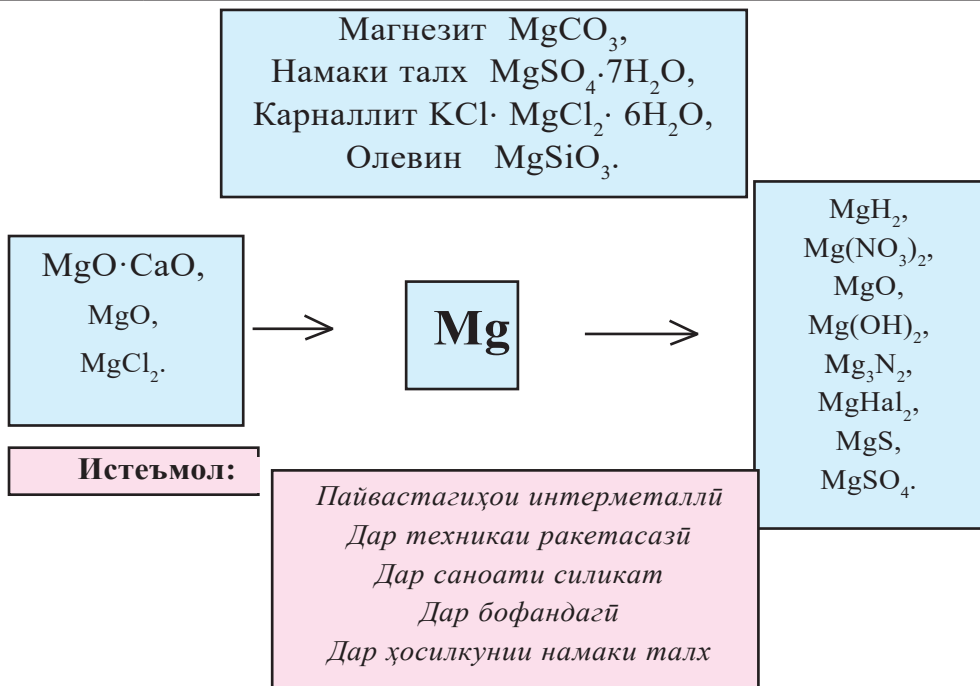 Магнезит MgCO₃,
Намаки талх MgSO₄·7H₂O,
Карналлит KCl· MgCl₂· 6H₂O,
Олевин MgSiO₃.
MgO·CaO,
MgO,
MgCl₂.
Mg
MgH₂,
Mg(NO₃)₂,
MgO,
Mg(OH)₂,
Mg₃N₂,
MgHal₂,
MgS,
MgSO₄.
Истеъмол:
Пайвастагиҳои интерметаллӣ
Дар техникаи ракетасазӣ
Дар саноати силикат
Дар бофандагӣ
Дар ҳосилкунии намаки талх